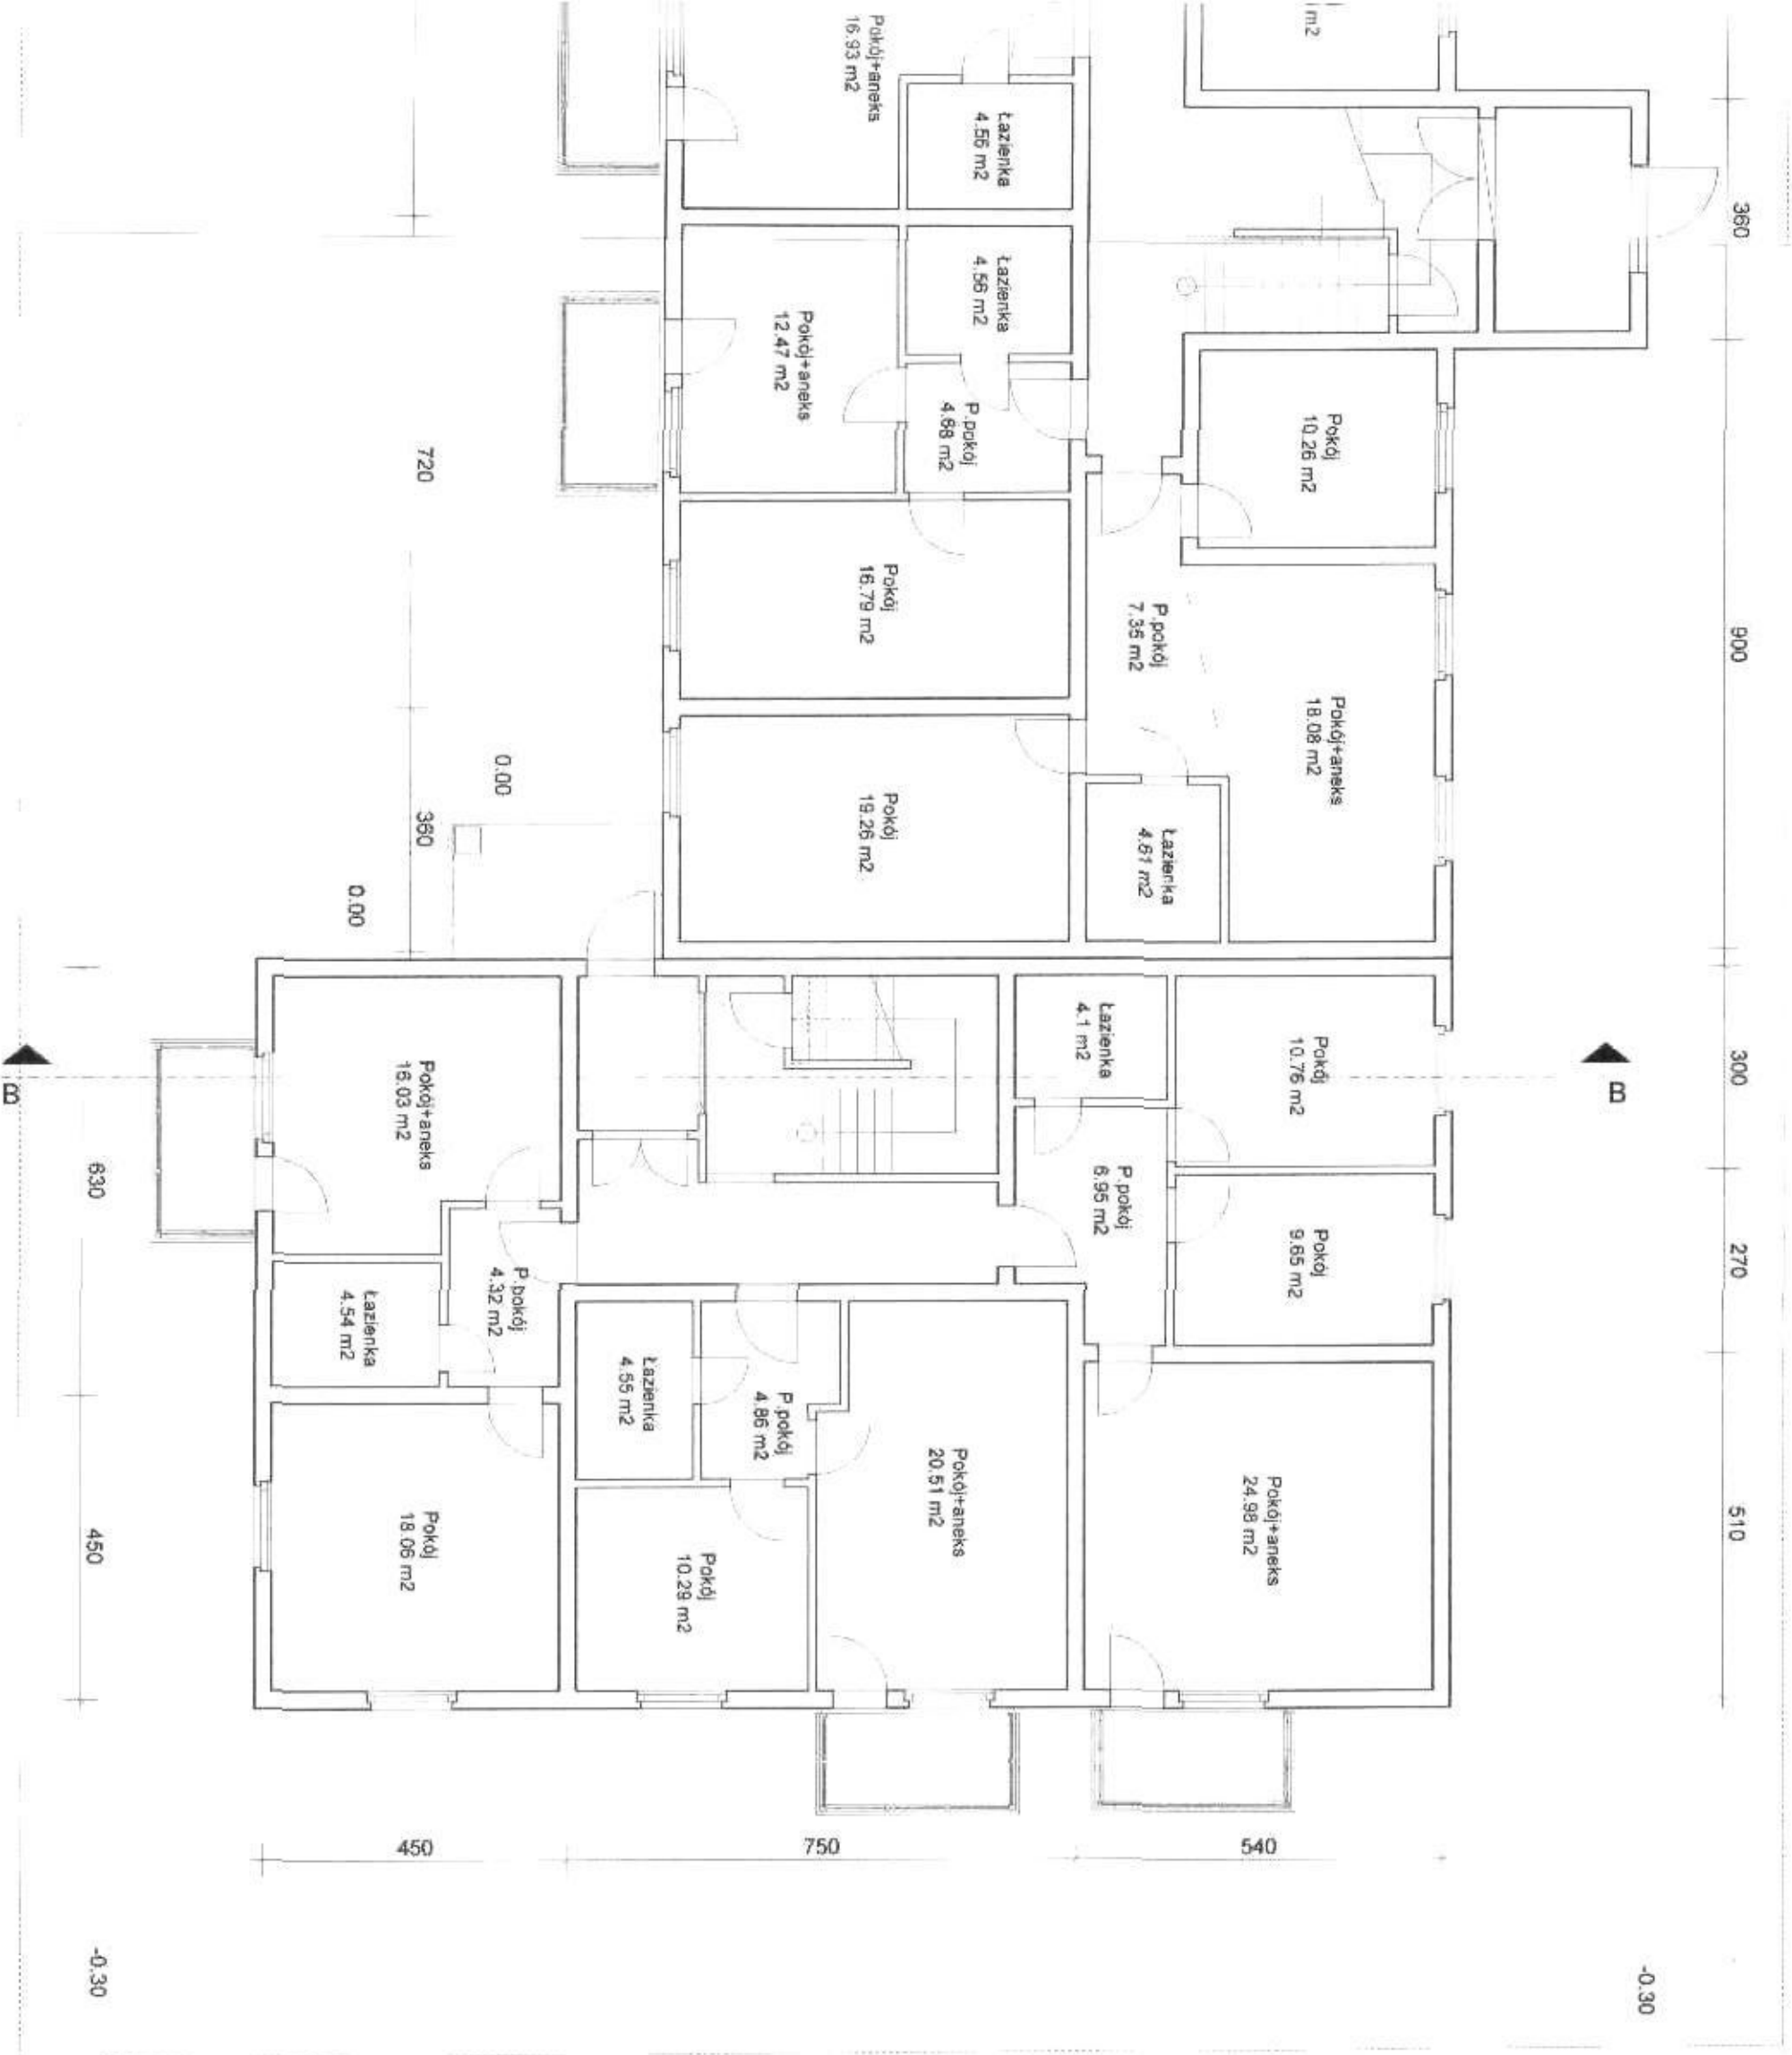 Pokój+aneks
16.93 m2
Łazienka
4.56 m2
m2
360
Łazienka
4.56 m2
Pokój+aneks
12.47 m2
P.pokój
4.68 m2
Pokój
10.26 m2
720
Pokój
16.79 m2
P.pokój
7.35 m2
900
Pokój+aneks
18.08 m2
0.00
360
Pokój
19.26 m2
Łazienka
4.61 m2
0.00
Łazienka
4.1 m2
Pokój
10.76 m2
300
B
B
Pokój+aneks
16.03 m2
630
P.pokój
6.95 m2
Pokój
9.65 m2
270
P.pokój
4.32 m2
Łazienka
4.54 m2
Łazienka
4.55 m2
P.pokój
4.86 m2
Pokój+aneks
20.51 m2
Pokój+aneks
24.98 m2
510
450
Pokój
18.06 m2
Pokój
10.29 m2
450
750
540
-0.30
-0.30